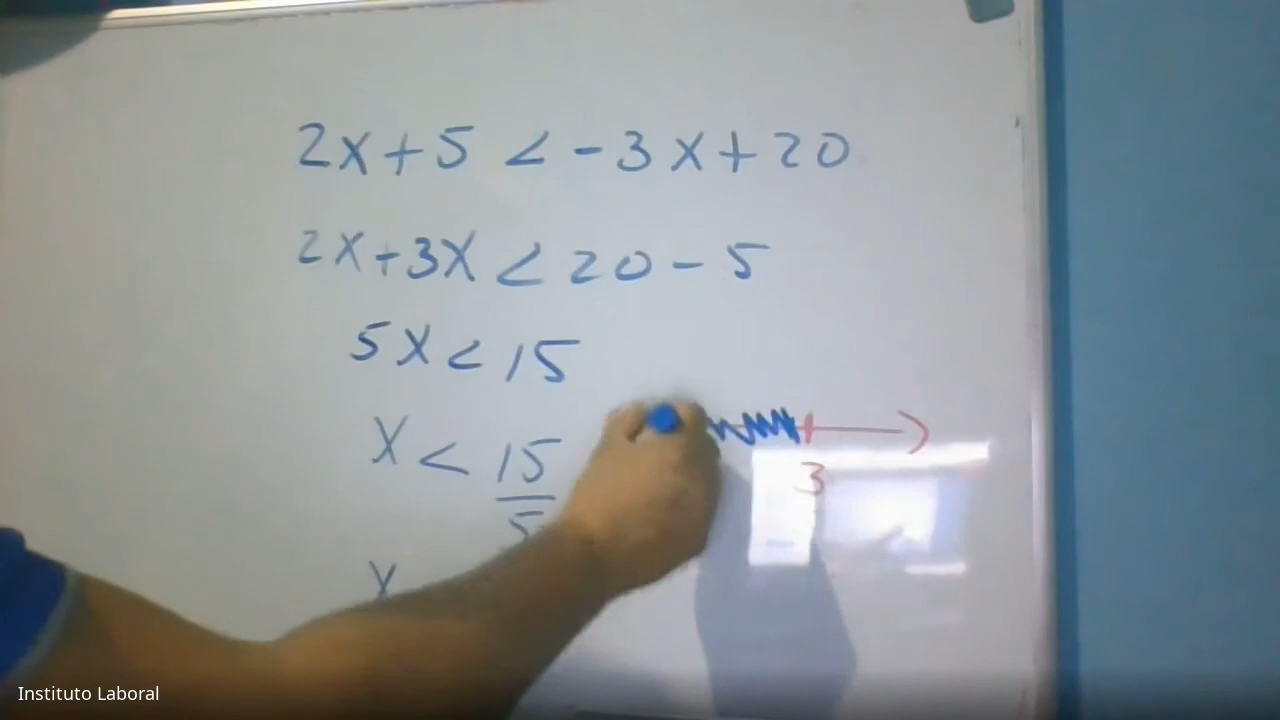 2x+5 < -3x+20
2x+3x < 20-5
5x < 15
x < 15
5
x
3
Instituto Laboral